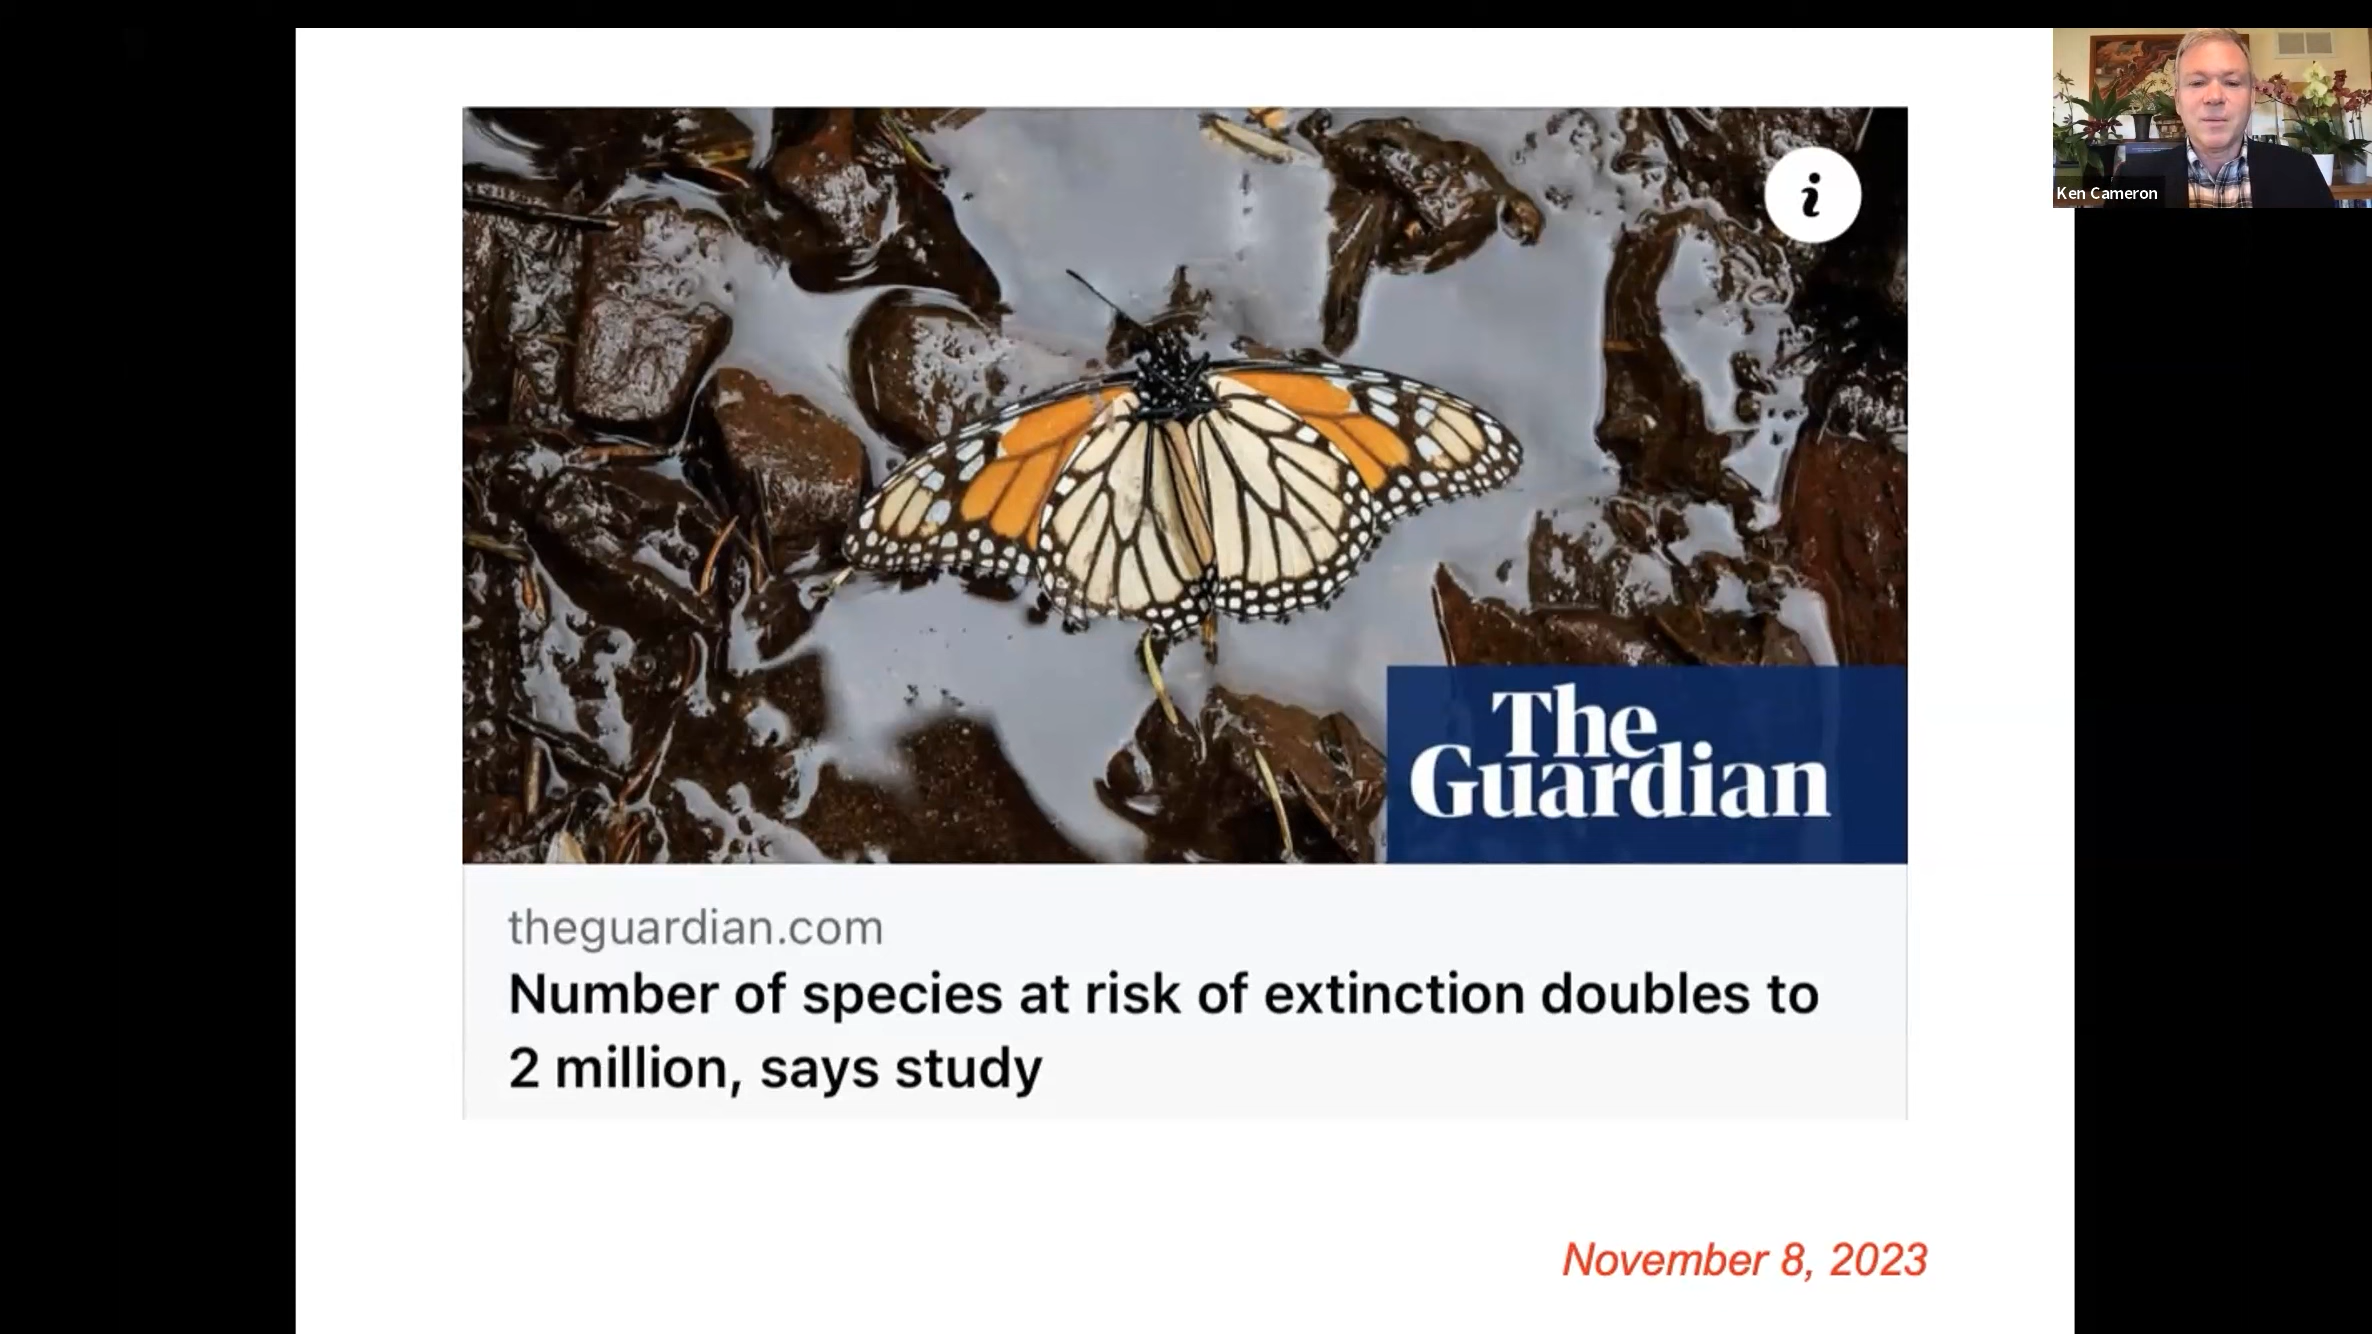 Ken Cameron
i
The
Guardian
theguardian.com
Number of species at risk of extinction doubles to
2 million, says study
November 8, 2023